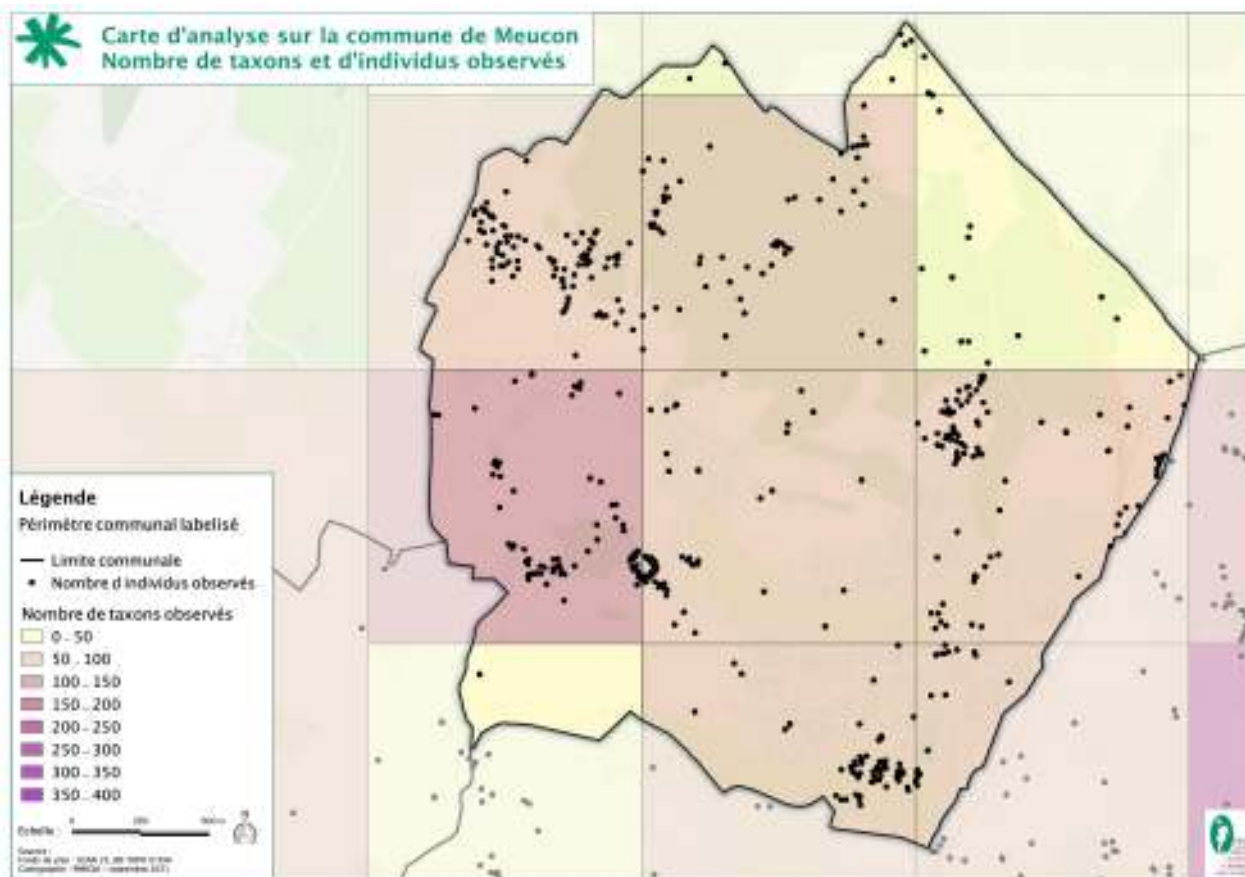 Carte d'analyse sur la commune de Meucon
Nombre de taxons et d'individus observés
Légende
Périmètre communal labelisé
Limite communale
Nombre d'individus observés
Nombre de taxons observés
0 - 50
50 - 100
100 - 150
150 - 200
200 - 250
250 - 300
300 - 350
350 - 400
Echelle :
0
Sources :